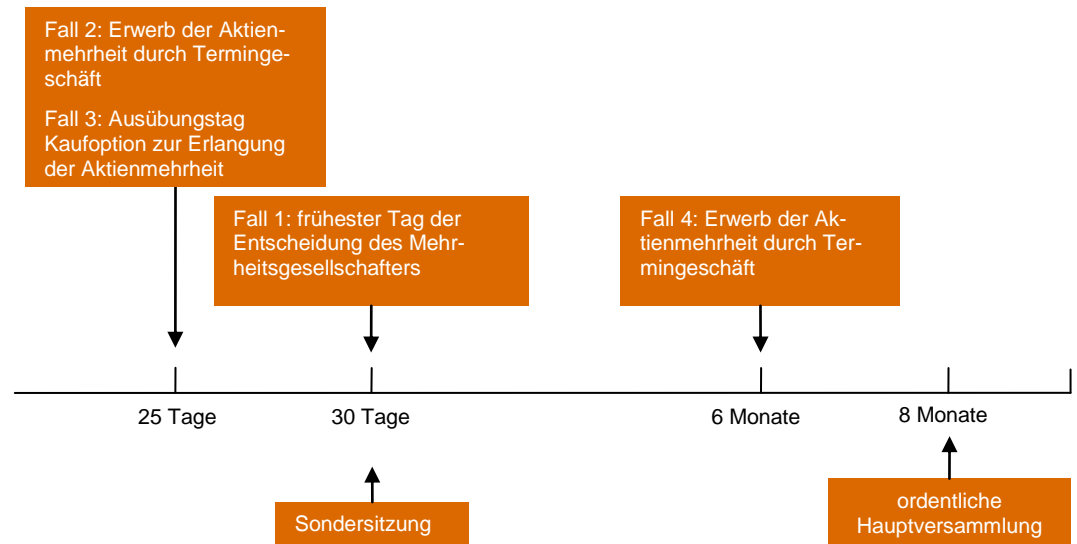 Fall 2: Erwerb der Aktien-
mehrheit durch Terminge-
schäft
Fall 3: Ausübungstag
Kaufoption zur Erlangung
der Aktienmehrheit
Fall 1: frühester Tag der
Entscheidung des Mehr-
heitsgesellschafters
Fall 4: Erwerb der Ak-
tienmehrheit durch Ter-
mingeschäft
25 Tage
30 Tage
6 Monate
8 Monate
Sondersitzung
ordentliche
Hauptversammlung